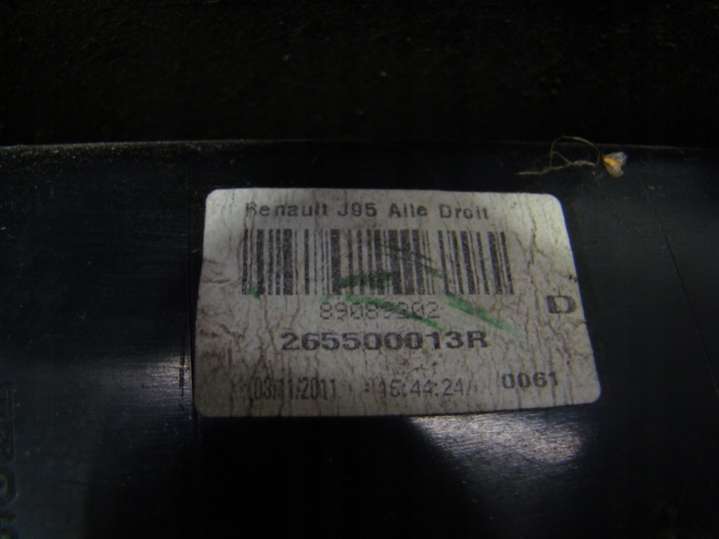 Renault J95 Aile Droit
89089202
D
265500013R
03/11/2011 - 15:44:24/ 0061